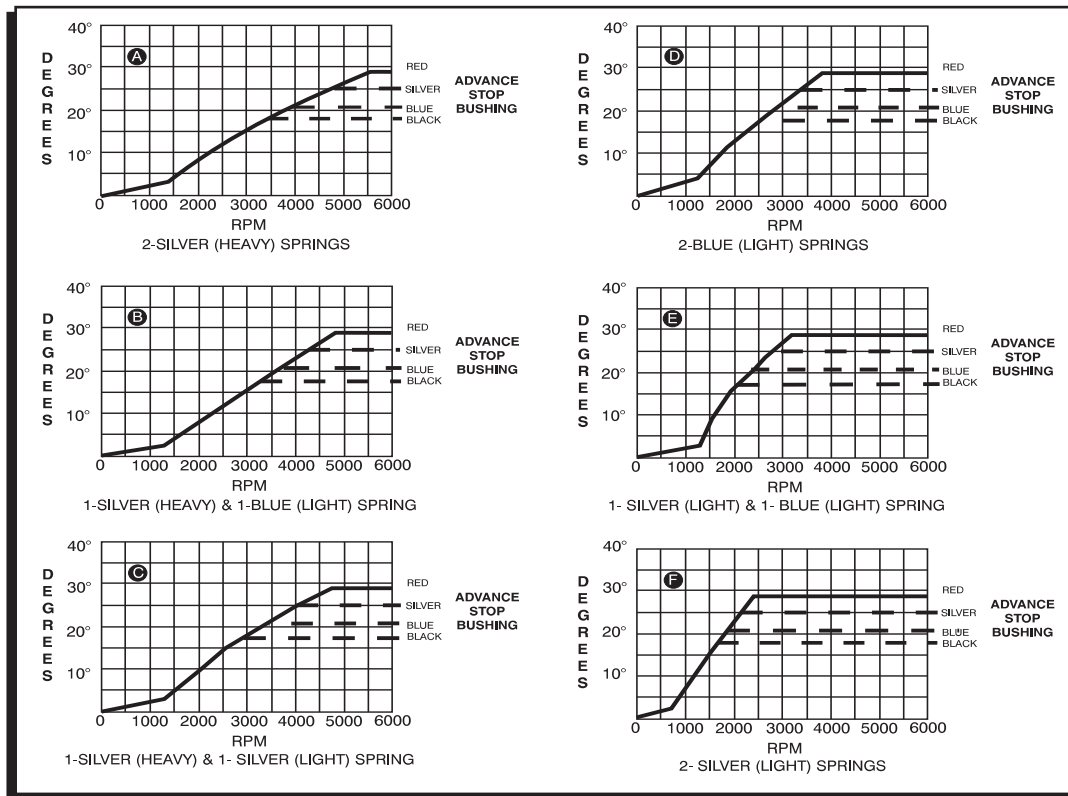 A
40°
30°
20°
10°
DEGREES
0 1000 2000 3000 4000 5000 6000
RPM
RED
SILVER
BLUE
BLACK
ADVANCE
STOP
BUSHING
2-SILVER (HEAVY) SPRINGS
D
40°
30°
20°
10°
DEGREES
0 1000 2000 3000 4000 5000 6000
RPM
RED
SILVER
BLUE
BLACK
ADVANCE
STOP
BUSHING
2-BLUE (LIGHT) SPRINGS
B
40°
30°
20°
10°
DEGREES
0 1000 2000 3000 4000 5000 6000
RPM
RED
SILVER
BLUE
BLACK
ADVANCE
STOP
BUSHING
1-SILVER (HEAVY) & 1-BLUE (LIGHT) SPRING
E
40°
30°
20°
10°
DEGREES
0 1000 2000 3000 4000 5000 6000
RPM
RED
SILVER
BLUE
BLACK
ADVANCE
STOP
BUSHING
1- SILVER (LIGHT) & 1- BLUE (LIGHT) SPRING
C
40°
30°
20°
10°
DEGREES
0 1000 2000 3000 4000 5000 6000
RPM
RED
SILVER
BLUE
BLACK
ADVANCE
STOP
BUSHING
1-SILVER (HEAVY) & 1- SILVER (LIGHT) SPRING
F
40°
30°
20°
10°
DEGREES
0 1000 2000 3000 4000 5000 6000
RPM
RED
SILVER
BLUE
BLACK
ADVANCE
STOP
BUSHING
2- SILVER (LIGHT) SPRINGS